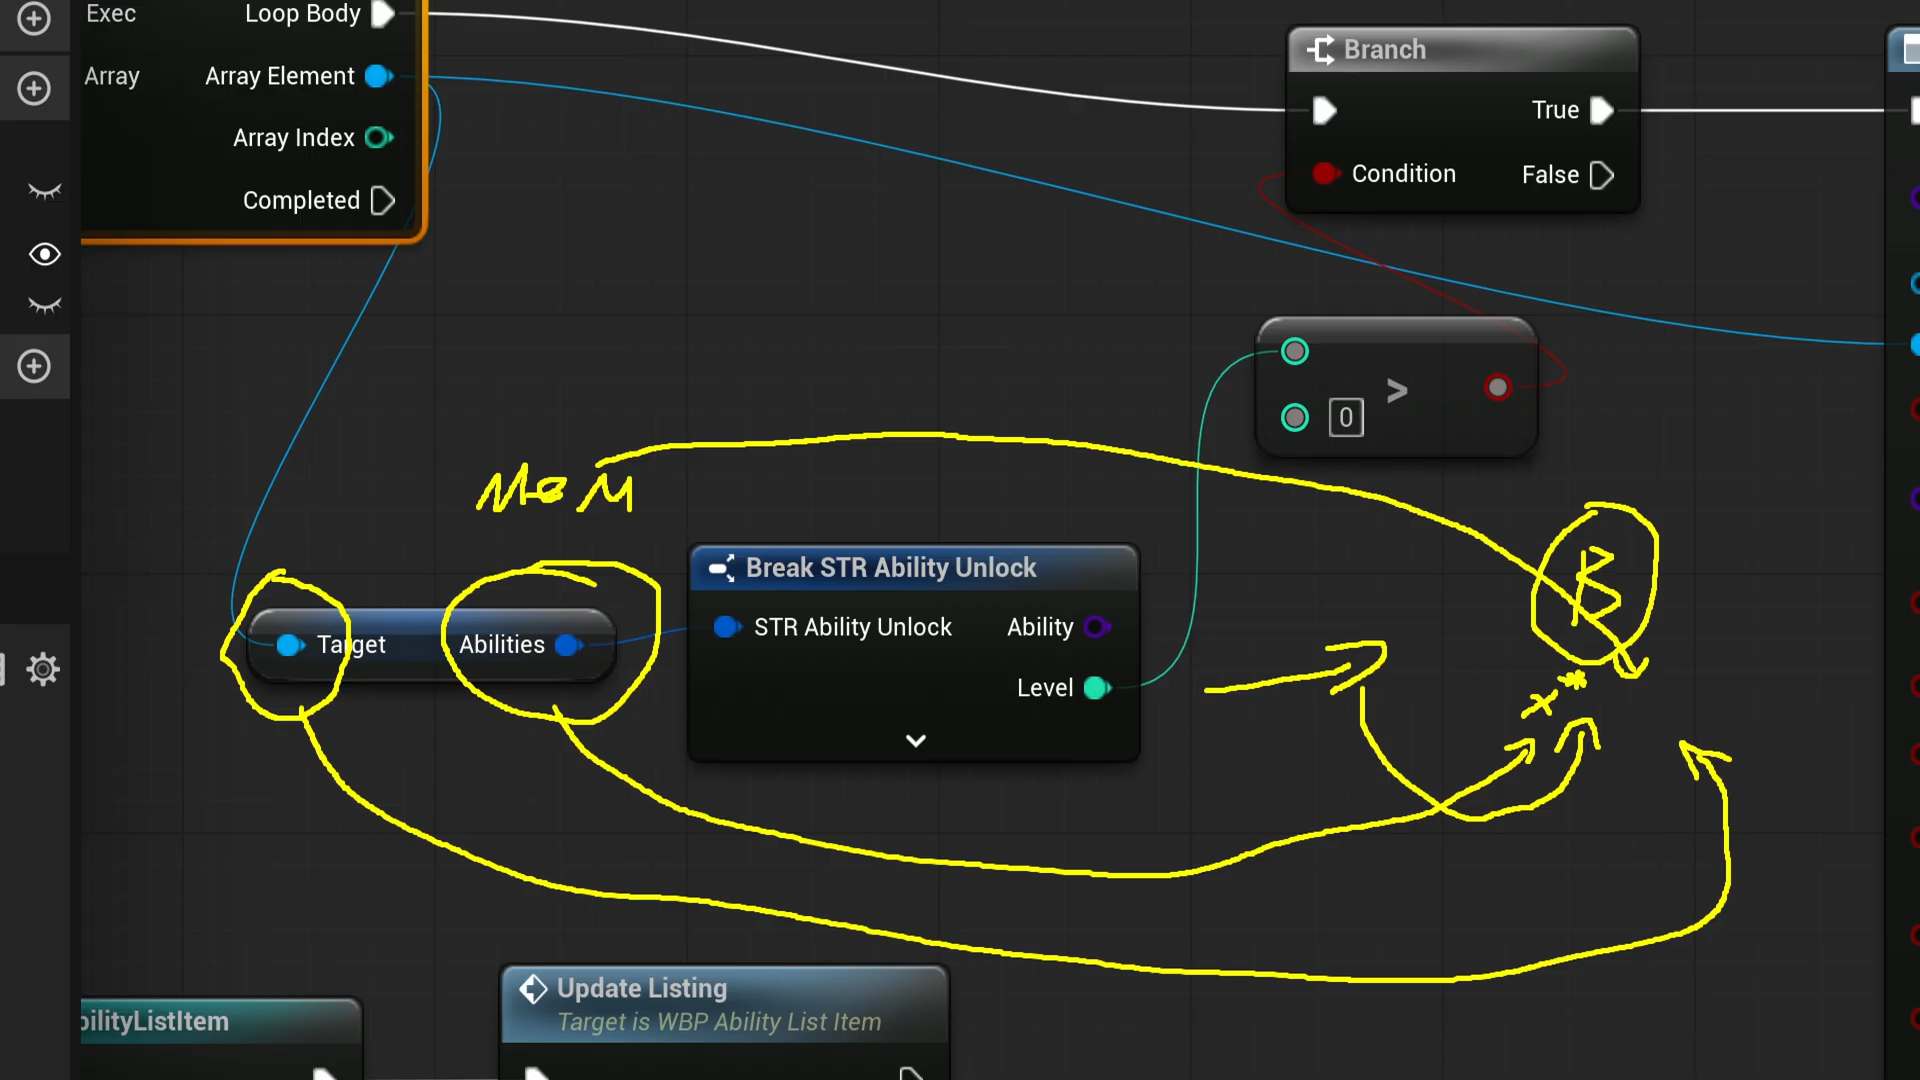 Exec Loop Body
Array Array Element
Array Index
Completed
Branch
True
Condition False
>
0
B
Break STR Ability Unlock
Target Abilities
STR Ability Unlock Ability
Level
Update Listing
Target is WBP Ability List Item
bilityListItem